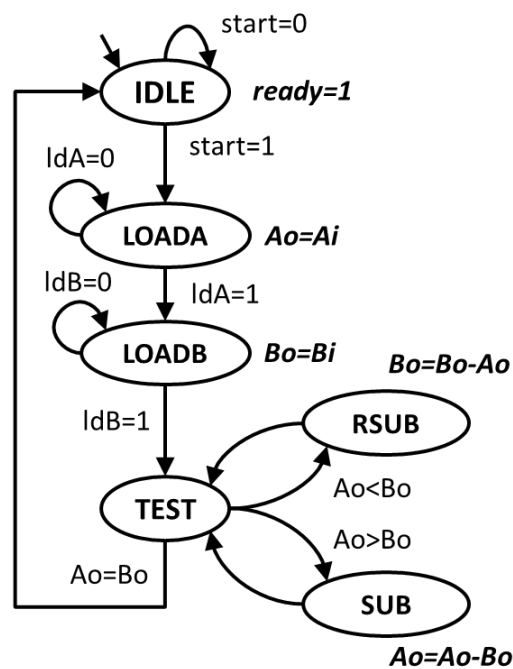 start=0
IDLE
ready=1
start=1
ldA=0
LOADA
Ao=Ai
ldA=1
ldB=0
LOADB
Bo=Bi
ldB=1
Bo=Bo-Ao
RSUB
Ao<Bo
TEST
Ao>Bo
Ao=Bo
SUB
Ao=Ao-Bo